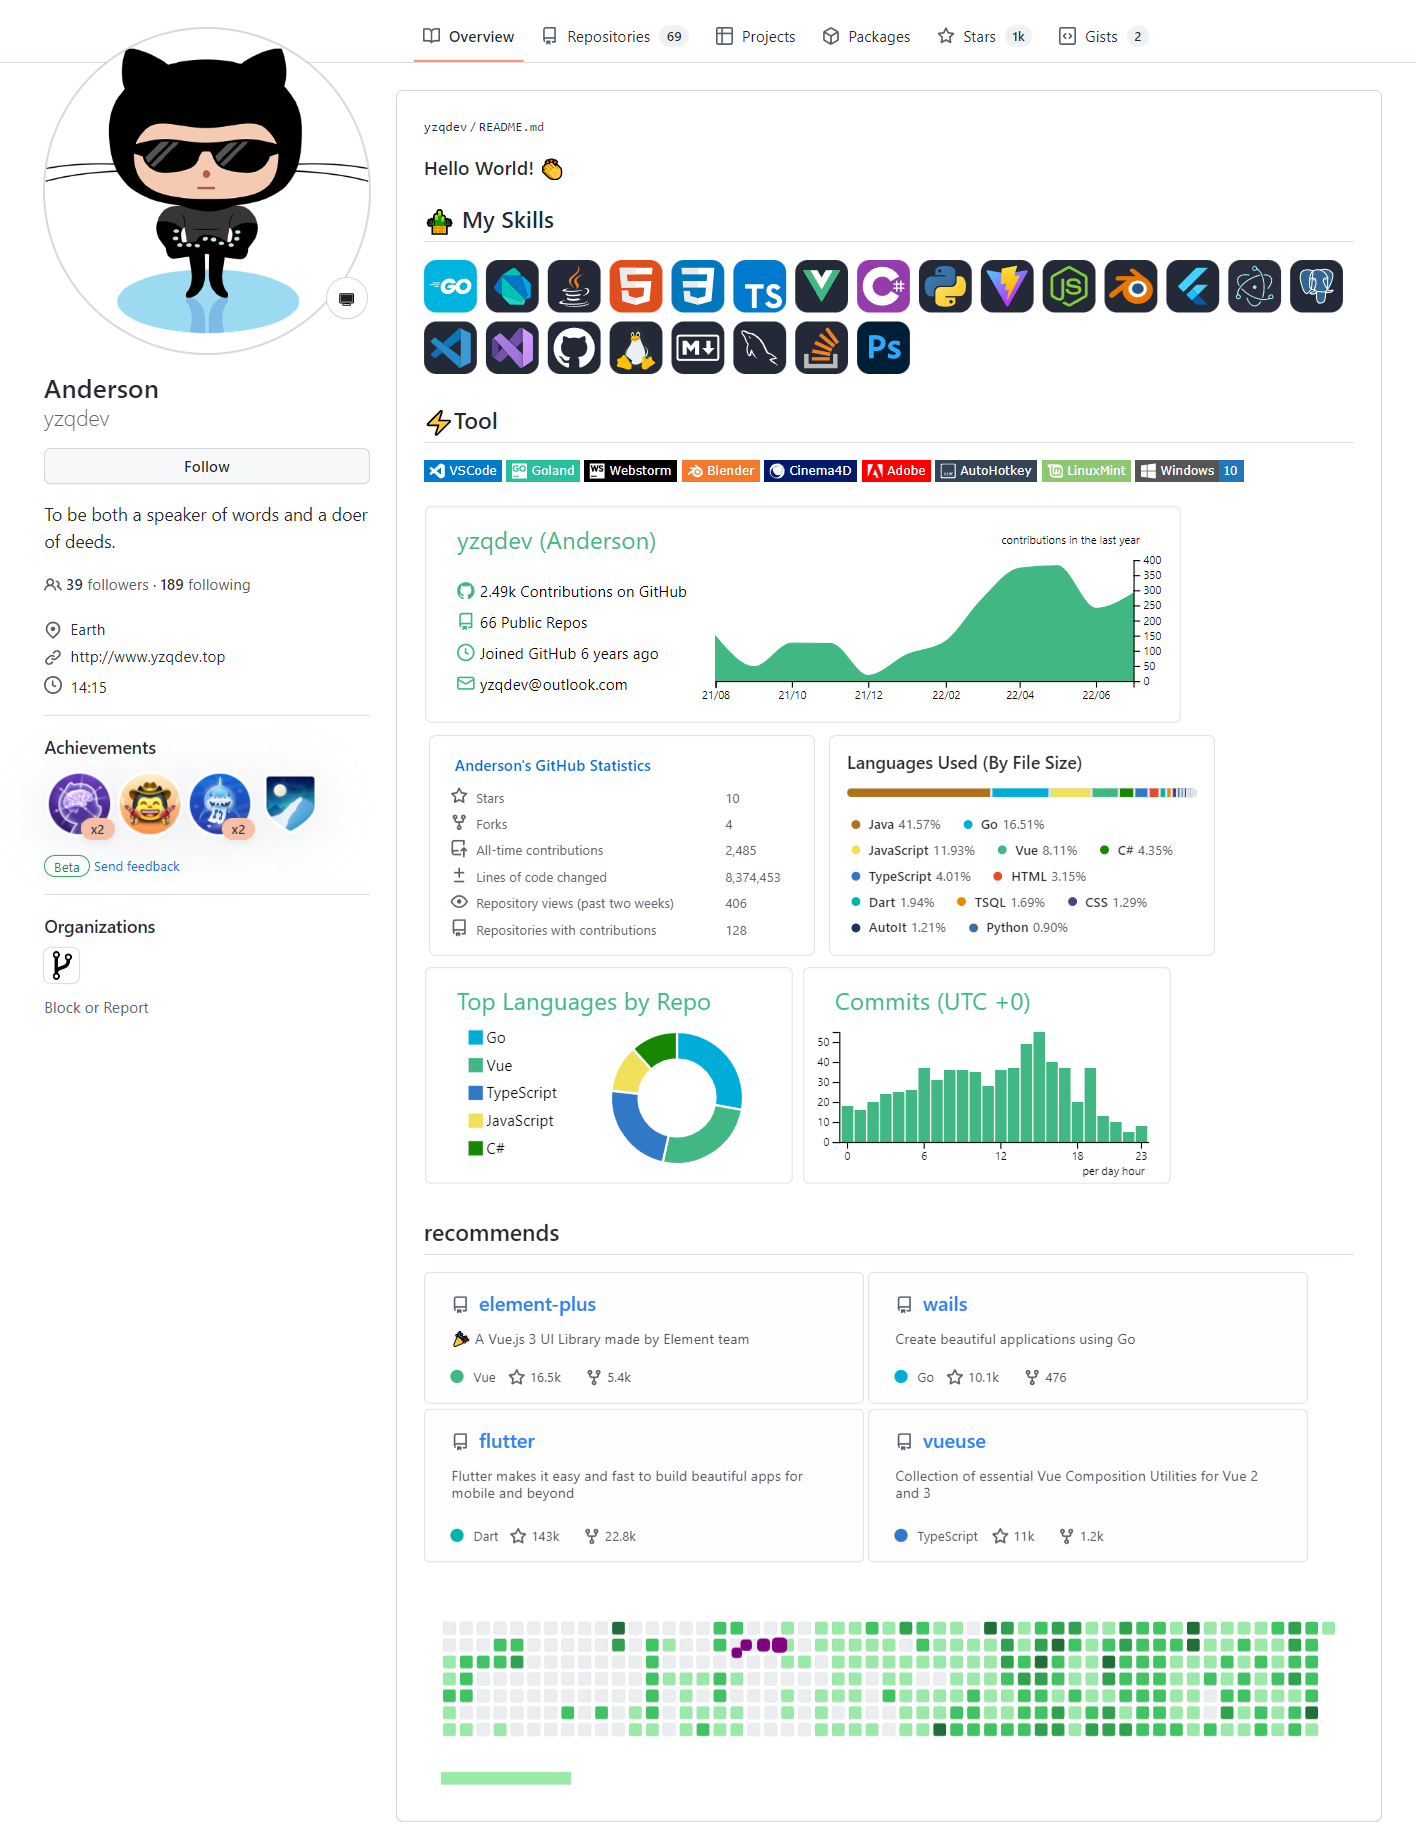 Overview
Repositories 69
Projects
Packages
Stars 1k
Gists 2
Anderson
yzqdev
Follow
To be both a speaker of words and a doer
of deeds.
39 followers · 189 following
Earth
http://www.yzqdev.top
14:15
Achievements
x2
x2
Beta Send feedback
Organizations
Block or Report
yzqdev / README.md
Hello World!
My Skills
GO
TS
C#
JS
M
Ps
Tool
VSCode
GO Goland
WS Webstorm
Blender
Cinema4D
Adobe
AHK AutoHotkey
LinuxMint
Windows 10
yzqdev (Anderson)
2.49k Contributions on GitHub
66 Public Repos
Joined GitHub 6 years ago
yzqdev@outlook.com
contributions in the last year
400
350
300
250
200
150
100
50
0
21/08 21/10 21/12 22/02 22/04 22/06
Anderson's GitHub Statistics
Stars 10
Forks 4
All-time contributions 2,485
Lines of code changed 8,374,453
Repository views (past two weeks) 406
Repositories with contributions 128
Languages Used (By File Size)
Java 41.57% Go 16.51%
JavaScript 11.93% Vue 8.11% C# 4.35%
TypeScript 4.01% HTML 3.15%
Dart 1.94% TSQL 1.69% CSS 1.29%
AutoIt 1.21% Python 0.90%
Top Languages by Repo
Go
Vue
TypeScript
JavaScript
C#
Commits (UTC +0)
50
40
30
20
10
0
0 6 12 18 23
per day hour
recommends
element-plus
A Vue.js 3 UI Library made by Element team
Vue 16.5k 5.4k
wails
Create beautiful applications using Go
Go 10.1k 476
flutter
Flutter makes it easy and fast to build beautiful apps for
mobile and beyond
Dart 143k 22.8k
vueuse
Collection of essential Vue Composition Utilities for Vue 2
and 3
TypeScript 11k 1.2k